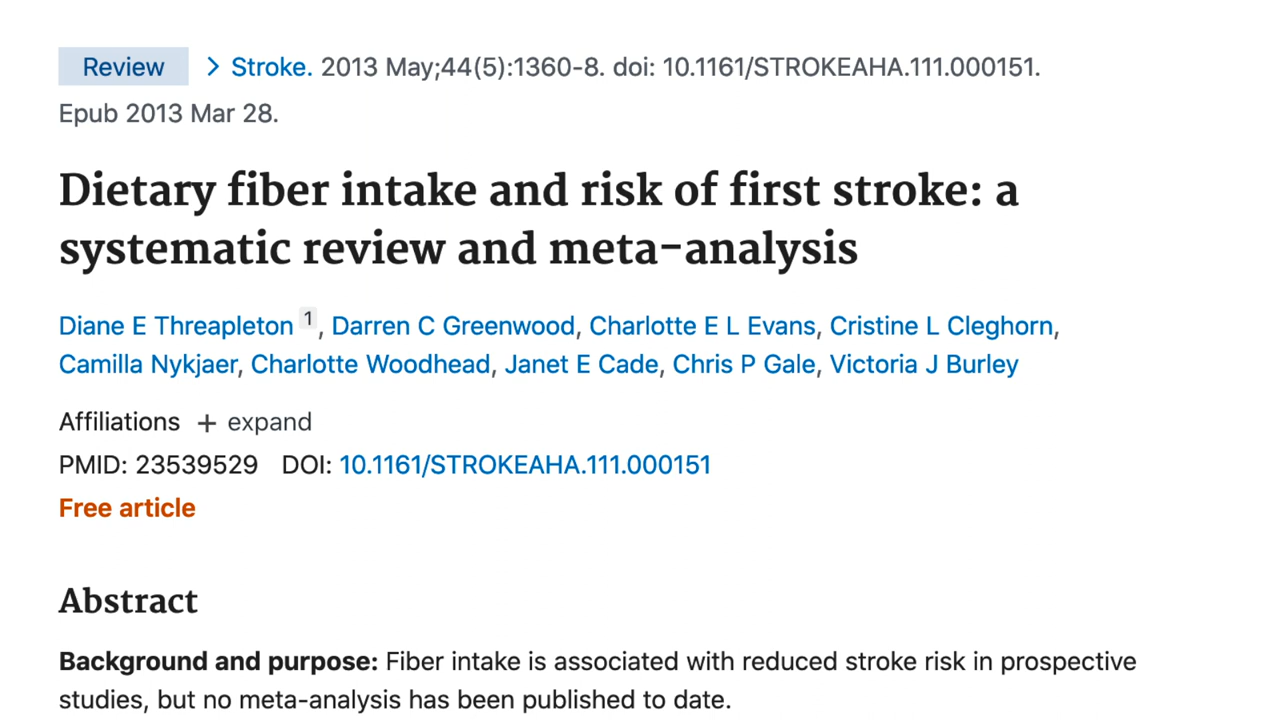 Review > Stroke. 2013 May;44(5):1360-8. doi: 10.1161/STROKEAHA.111.000151.
Epub 2013 Mar 28.
Dietary fiber intake and risk of first stroke: a
systematic review and meta-analysis
Diane E Threapleton 1, Darren C Greenwood, Charlotte E L Evans, Cristine L Cleghorn,
Camilla Nykjaer, Charlotte Woodhead, Janet E Cade, Chris P Gale, Victoria J Burley
Affiliations + expand
PMID: 23539529 DOI: 10.1161/STROKEAHA.111.000151
Free article
Abstract
Background and purpose: Fiber intake is associated with reduced stroke risk in prospective
studies, but no meta-analysis has been published to date.